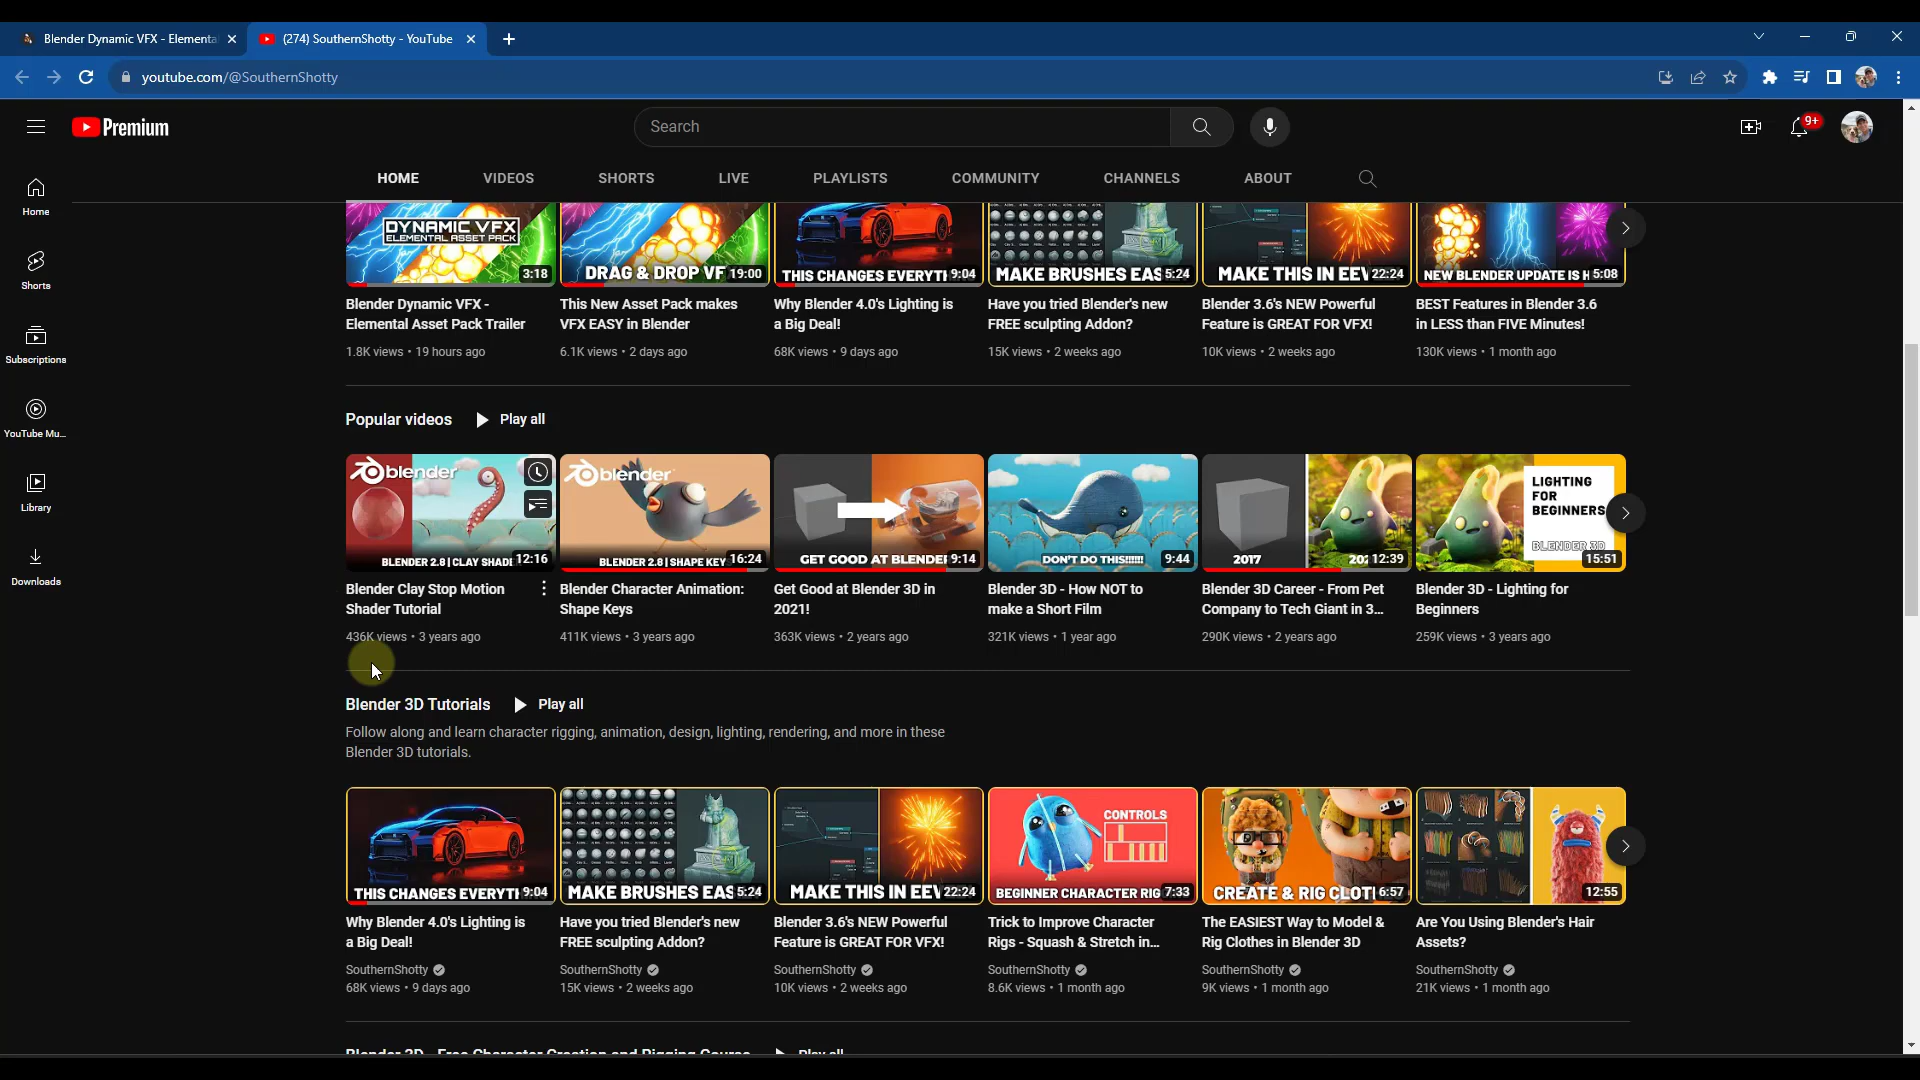 Blender Dynamic VFX - Elementa
(274) SouthernShotty - YouTube
youtube.com/@SouthernShotty
Premium
Search
9+
HOME
VIDEOS
SHORTS
LIVE
PLAYLISTS
COMMUNITY
CHANNELS
ABOUT
Home
Shorts
Subscriptions
YouTube Mu...
Library
Downloads
DYNAMIC VFX
ELEMENTAL ASSET PACK
3:18
DRAG & DROP VF
19:00
THIS CHANGES EVERYTH
9:04
MAKE BRUSHES EAS
5:24
MAKE THIS IN EEV
22:24
NEW BLENDER UPDATE IS H
5:08
Blender Dynamic VFX -
Elemental Asset Pack Trailer
1.8K views • 19 hours ago
This New Asset Pack makes
VFX EASY in Blender
6.1K views • 2 days ago
Why Blender 4.0's Lighting is
a Big Deal!
68K views • 9 days ago
Have you tried Blender's new
FREE sculpting Addon?
15K views • 2 weeks ago
Blender 3.6's NEW Powerful
Feature is GREAT FOR VFX!
10K views • 2 weeks ago
BEST Features in Blender 3.6
in LESS than FIVE Minutes!
130K views • 1 month ago
Popular videos
Play all
blender
BLENDER 2.8 | CLAY SHADE
12:16
blender
BLENDER 2.8 | SHAPE KEY
16:24
GET GOOD AT BLENDER
9:14
DON'T DO THIS!!!!!!
9:44
2017
202
12:39
LIGHTING
FOR
BEGINNERS
BLENDER 3D
15:51
Blender Clay Stop Motion
Shader Tutorial
436K views • 3 years ago
Blender Character Animation:
Shape Keys
411K views • 3 years ago
Get Good at Blender 3D in
2021!
363K views • 2 years ago
Blender 3D - How NOT to
make a Short Film
321K views • 1 year ago
Blender 3D Career - From Pet
Company to Tech Giant in 3...
290K views • 2 years ago
Blender 3D - Lighting for
Beginners
259K views • 3 years ago
Blender 3D Tutorials
Play all
Follow along and learn character rigging, animation, design, lighting, rendering, and more in these
Blender 3D tutorials.
THIS CHANGES EVERYTH
9:04
MAKE BRUSHES EAS
5:24
MAKE THIS IN EEV
22:24
CONTROLS
BEGINNER CHARACTER RIG
7:33
CREATE & RIG CLOT
6:57
12:55
Why Blender 4.0's Lighting is
a Big Deal!
SouthernShotty
68K views • 9 days ago
Have you tried Blender's new
FREE sculpting Addon?
SouthernShotty
15K views • 2 weeks ago
Blender 3.6's NEW Powerful
Feature is GREAT FOR VFX!
SouthernShotty
10K views • 2 weeks ago
Trick to Improve Character
Rigs - Squash & Stretch in...
SouthernShotty
8.6K views • 1 month ago
The EASIEST Way to Model &
Rig Clothes in Blender 3D
SouthernShotty
9K views • 1 month ago
Are You Using Blender's Hair
Assets?
SouthernShotty
21K views • 1 month ago
Blender 3D - Free Character Creation and Rigging Course
Play all